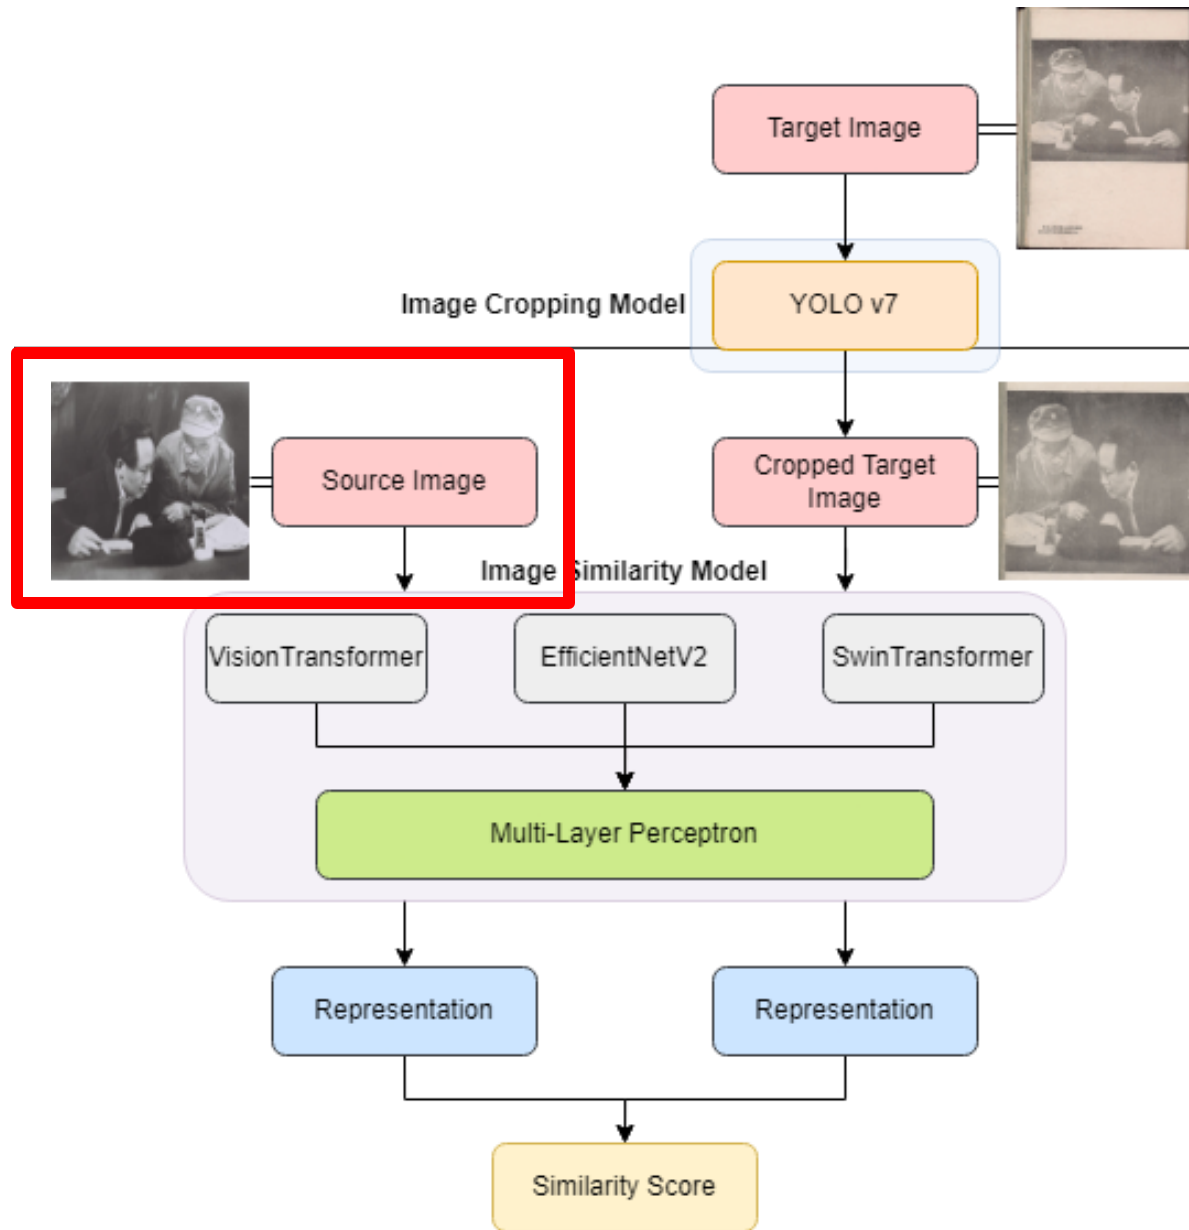 Target Image
Image Cropping Model
YOLO v7
Source Image
Cropped Target
Image
Image Similarity Model
VisionTransformer
EfficientNetV2
SwinTransformer
Multi-Layer Perceptron
Representation
Representation
Similarity Score